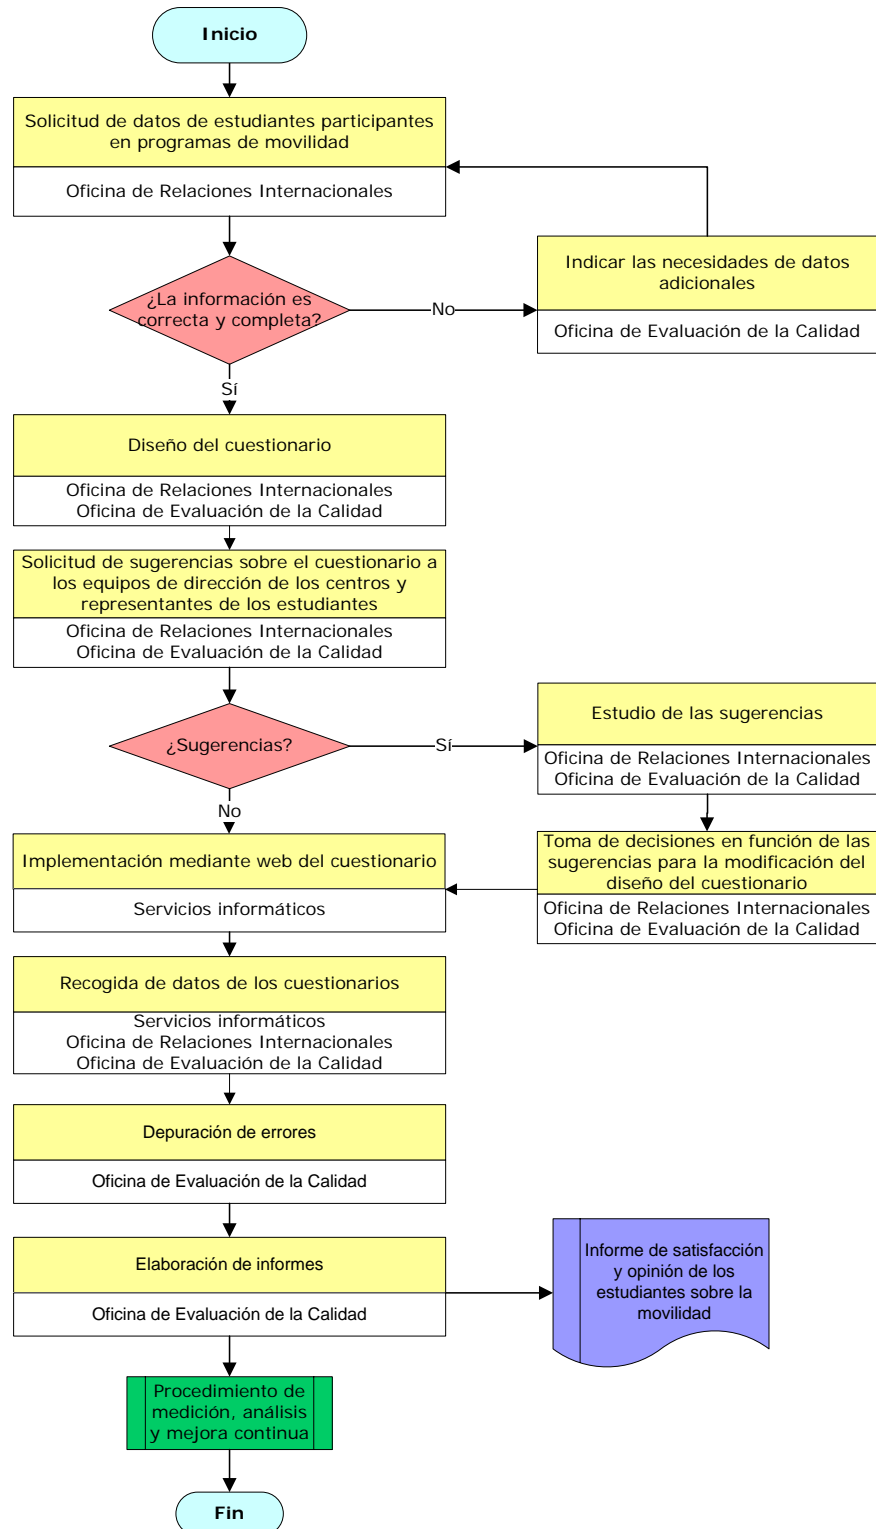 Inicio
Solicitud de datos de estudiantes participantes
en programas de movilidad
Oficina de Relaciones Internacionales
¿La información es
correcta y completa?
No
Indicar las necesidades de datos
adicionales
Oficina de Evaluación de la Calidad
Sí
Diseño del cuestionario
Oficina de Relaciones Internacionales
Oficina de Evaluación de la Calidad
Solicitud de sugerencias sobre el cuestionario a
los equipos de dirección de los centros y
representantes de los estudiantes
Oficina de Relaciones Internacionales
Oficina de Evaluación de la Calidad
¿Sugerencias?
Sí
Estudio de las sugerencias
Oficina de Relaciones Internacionales
Oficina de Evaluación de la Calidad
Toma de decisiones en función de las
sugerencias para la modificación del
diseño del cuestionario
Oficina de Relaciones Internacionales
Oficina de Evaluación de la Calidad
No
Implementación mediante web del cuestionario
Servicios informáticos
Recogida de datos de los cuestionarios
Servicios informáticos
Oficina de Relaciones Internacionales
Oficina de Evaluación de la Calidad
Depuración de errores
Oficina de Evaluación de la Calidad
Elaboración de informes
Oficina de Evaluación de la Calidad
Informe de satisfacción
y opinión de los
estudiantes sobre la
movilidad
Procedimiento de
medición, análisis
y mejora continua
Fin